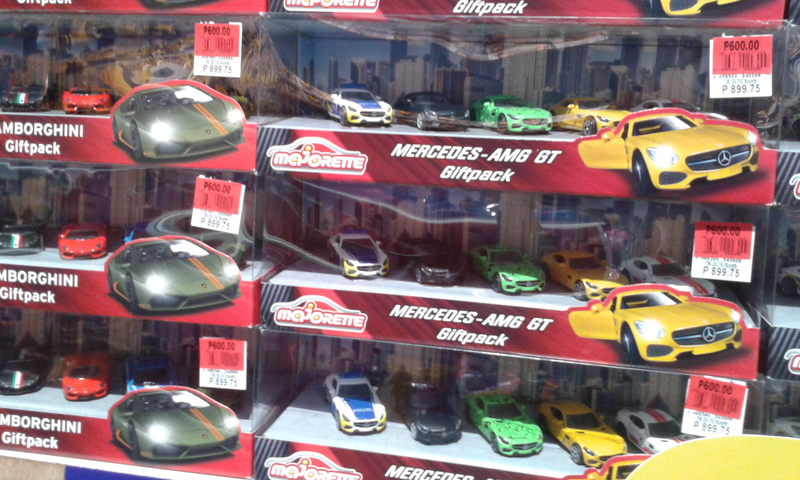 Giftpack
majorette
Giftpack
P600.00
P 899.75
AMBORGHINI
Giftpack
P600.00
P 899.75
majorette
MERCEDES-AMG GT
Giftpack
P600.00
P 899.75
AMBORGHINI
Giftpack
P600.00
P 899.75
majorette
MERCEDES-AMG GT
Giftpack
P600.00
P 899.75
AMBORGHINI
Giftpack
P600.00
P 899.75
majorette
MERCEDES-AMG GT